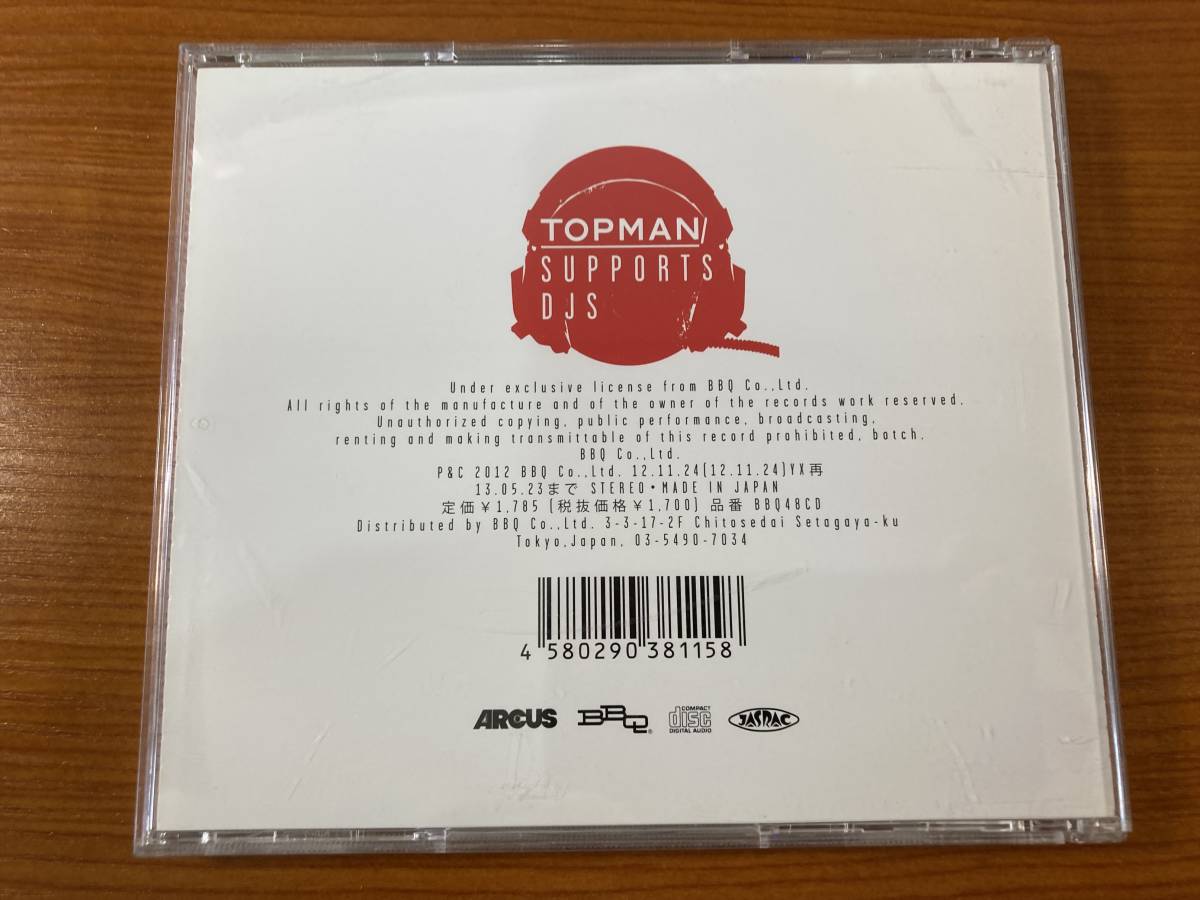 TOPMAN/
SUPPORTS
DJS
Under exclusive license from BBQ Co.,Ltd.
All rights of the manufacture and of the owner of the records work reserved.
Unauthorized copying, public performance, broadcasting,
renting and making transmittable of this record prohibited, batch.
BBQ Co.,Ltd.
P&C 2012 BBQ Co.,Ltd. 12.11.24(12.11.24)YX再
13.05.23まで STEREO・MADE IN JAPAN
定価￥1,785 (税抜価格￥1,700) 品番 BBQ48CD
Distributed by BBQ Co.,Ltd. 3-3-17-2F Chitosedai Setagaya-ku
Tokyo,Japan, 03-5490-7034
4 580290 381158
ARCUS BBQ® COMPACT disc DIGITAL AUDIO JASRAC